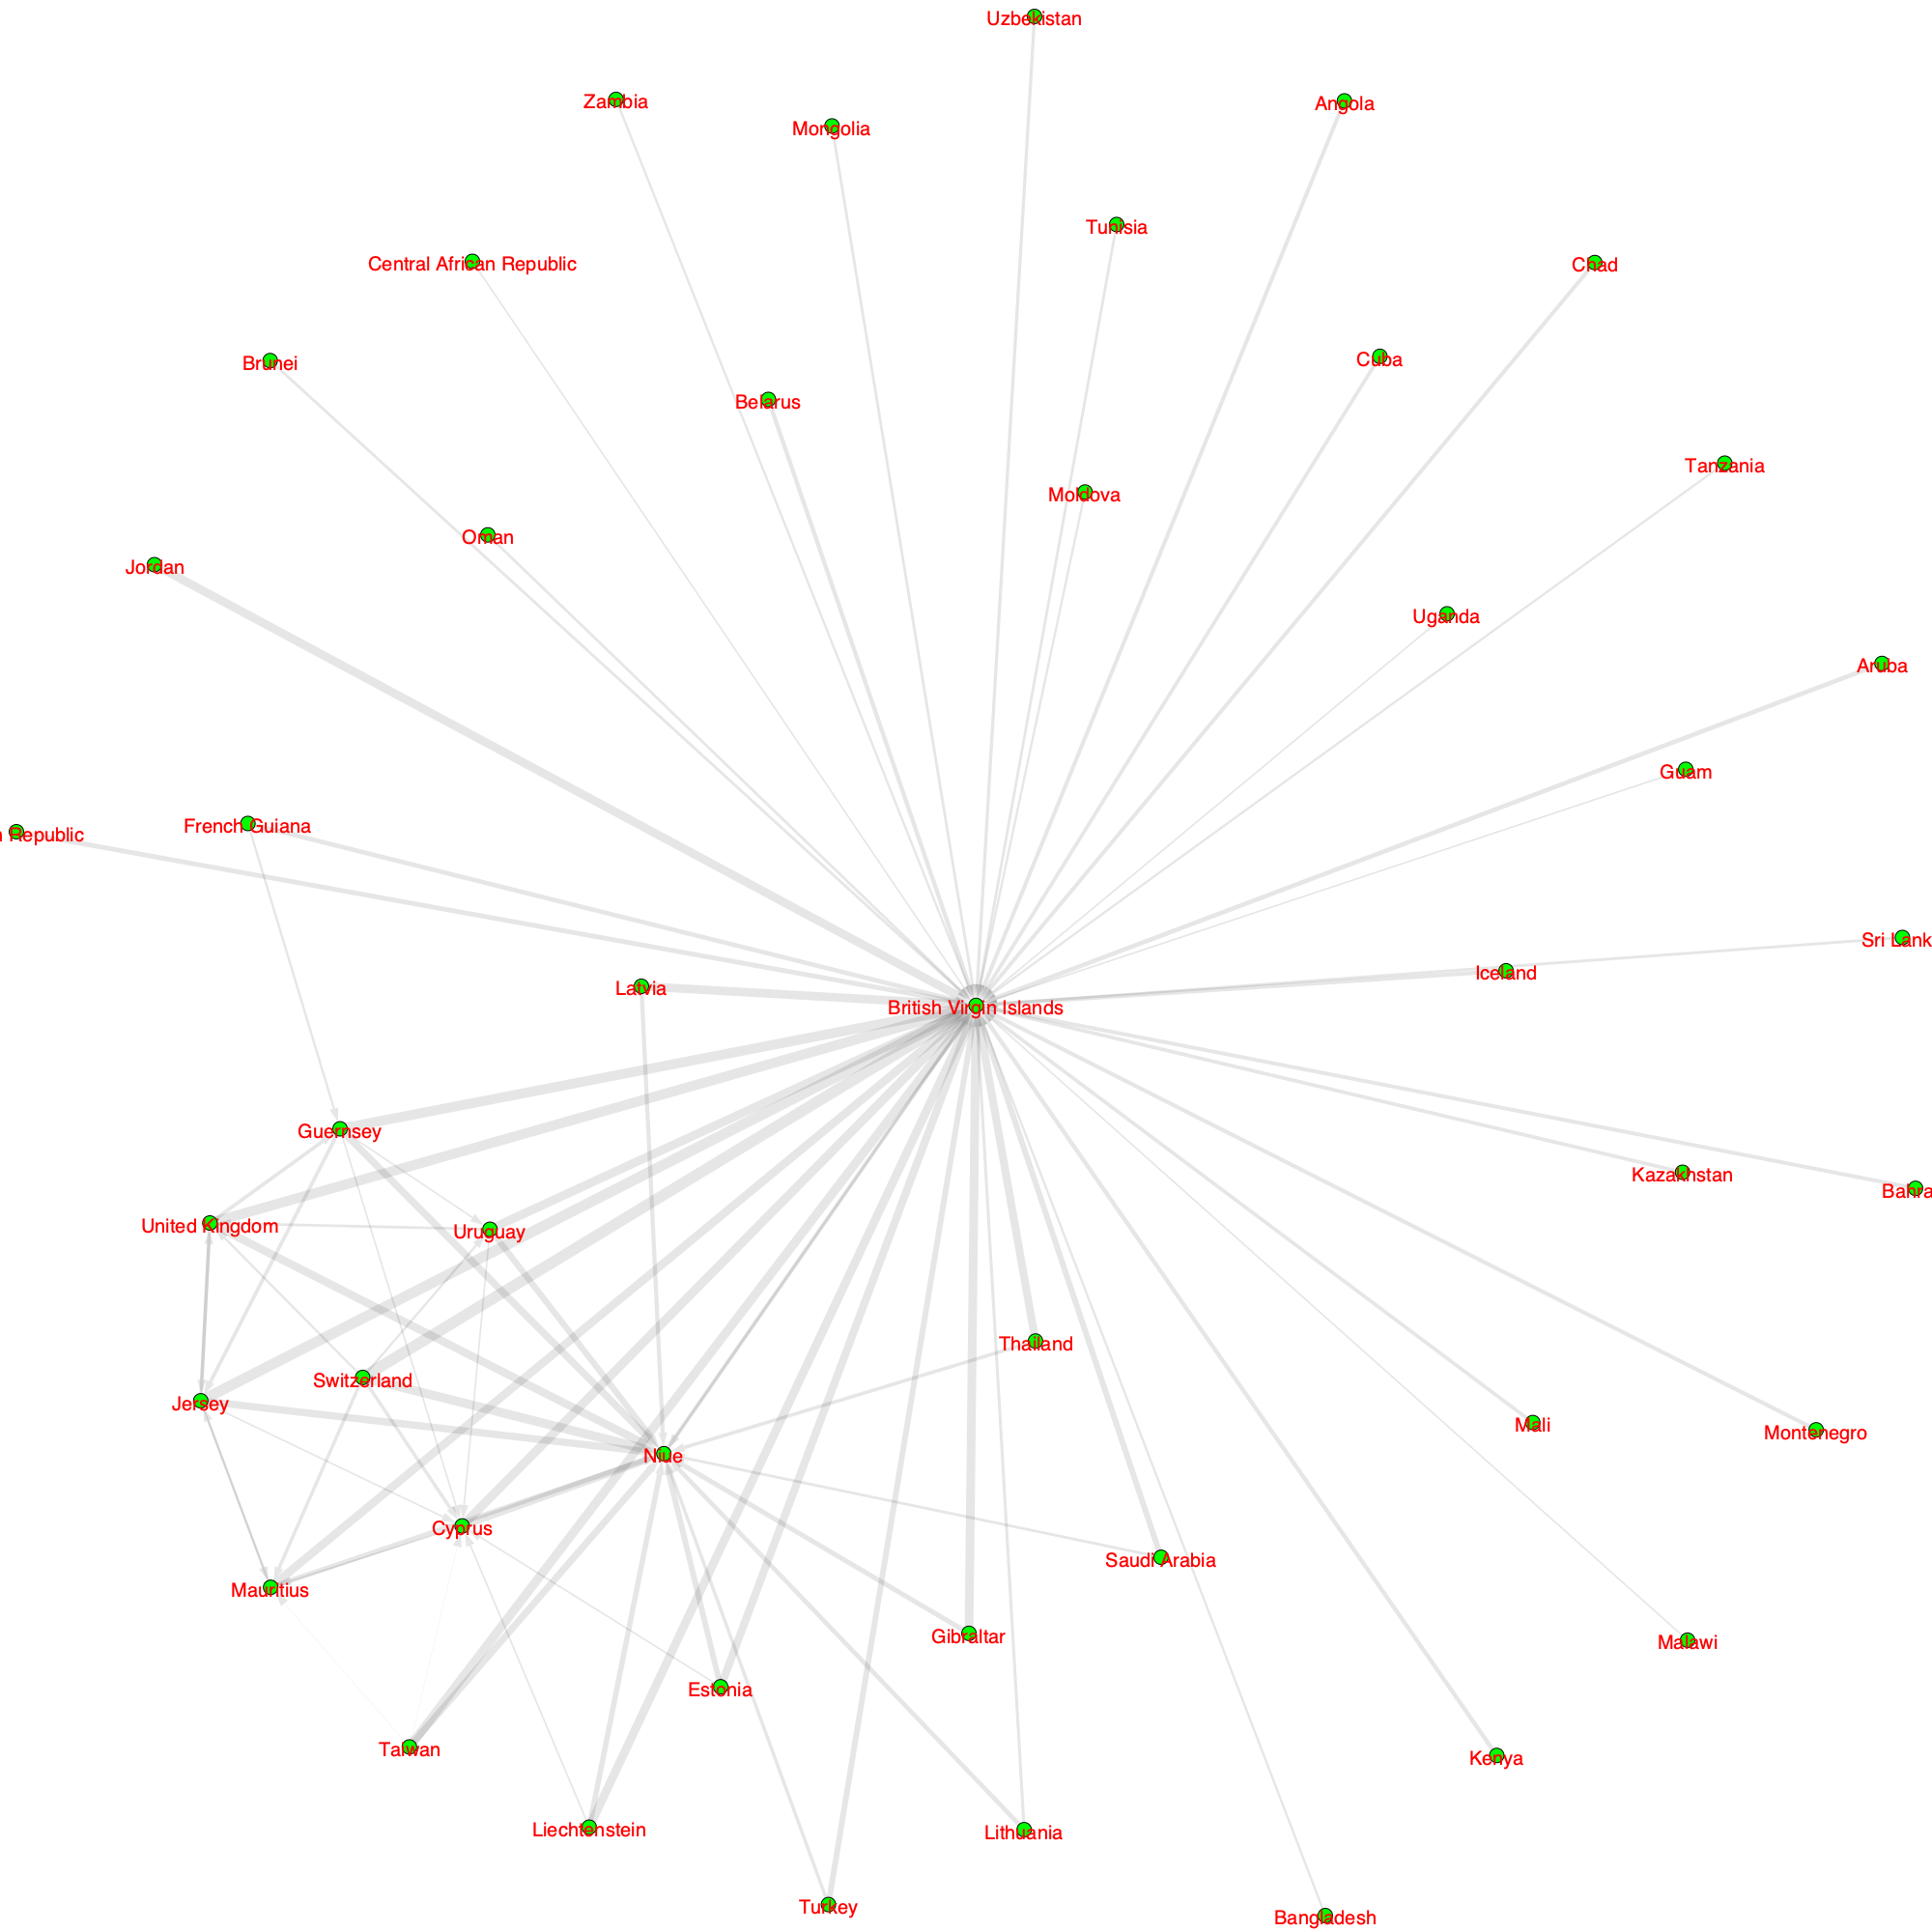 Uzbekistan
Zambia
Angola
Mongolia
Tunisia
Central African Republic
Chad
Brunei
Cuba
Belarus
Tanzania
Moldova
Oman
Jordan
Uganda
Aruba
Guam
French Guiana
Republic
Sri Lank
Iceland
Latvia
British Virgin Islands
Guernsey
Kazakhstan
Bahra
United Kingdom
Uruguay
Thailand
Switzerland
Jersey
Mali
Montenegro
Niue
Cyprus
Saudi Arabia
Mauritius
Gibraltar
Malawi
Estonia
Taiwan
Kenya
Liechtenstein
Lithuania
Turkey
Bangladesh